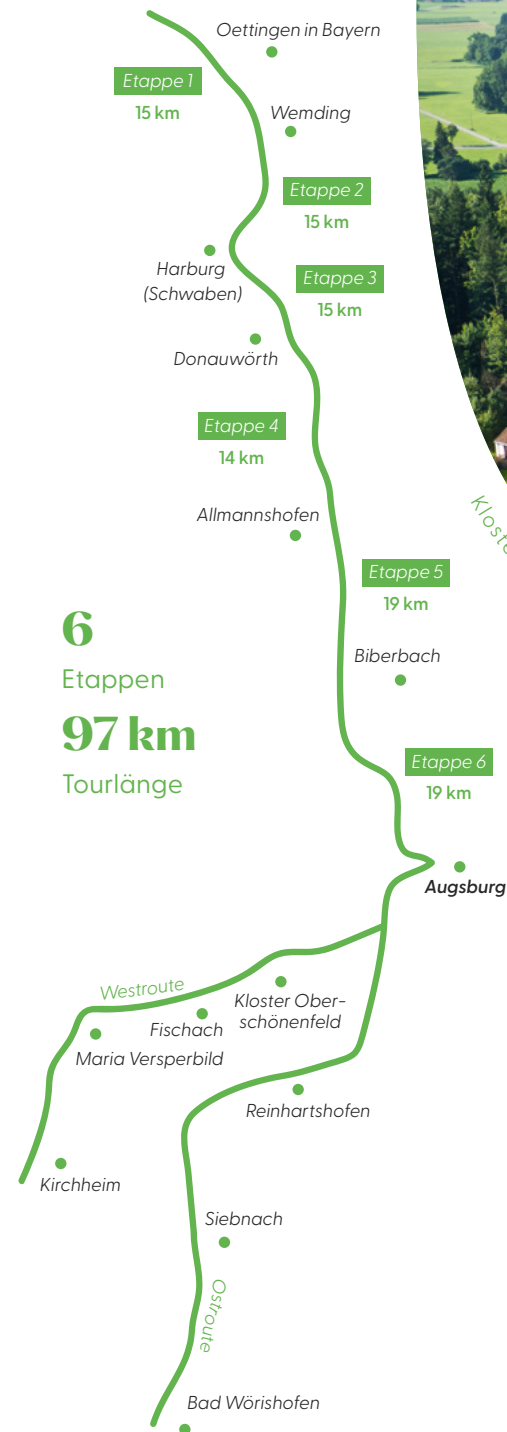 Oettingen in Bayern
Etappe 1
15 km
Wemding
Etappe 2
15 km
Harburg
(Schwaben)
Etappe 3
15 km
Donauwörth
Etappe 4
14 km
Allmannshofen
Etappe 5
19 km
6
Etappen
97 km
Tourlänge
Biberbach
Etappe 6
19 km
Augsburg
Westroute
Kloster Ober-
schönenfeld
Fischach
Maria Versperbild
Reinhartshofen
Kirchheim
Siebnach
Ostroute
Bad Wörishofen